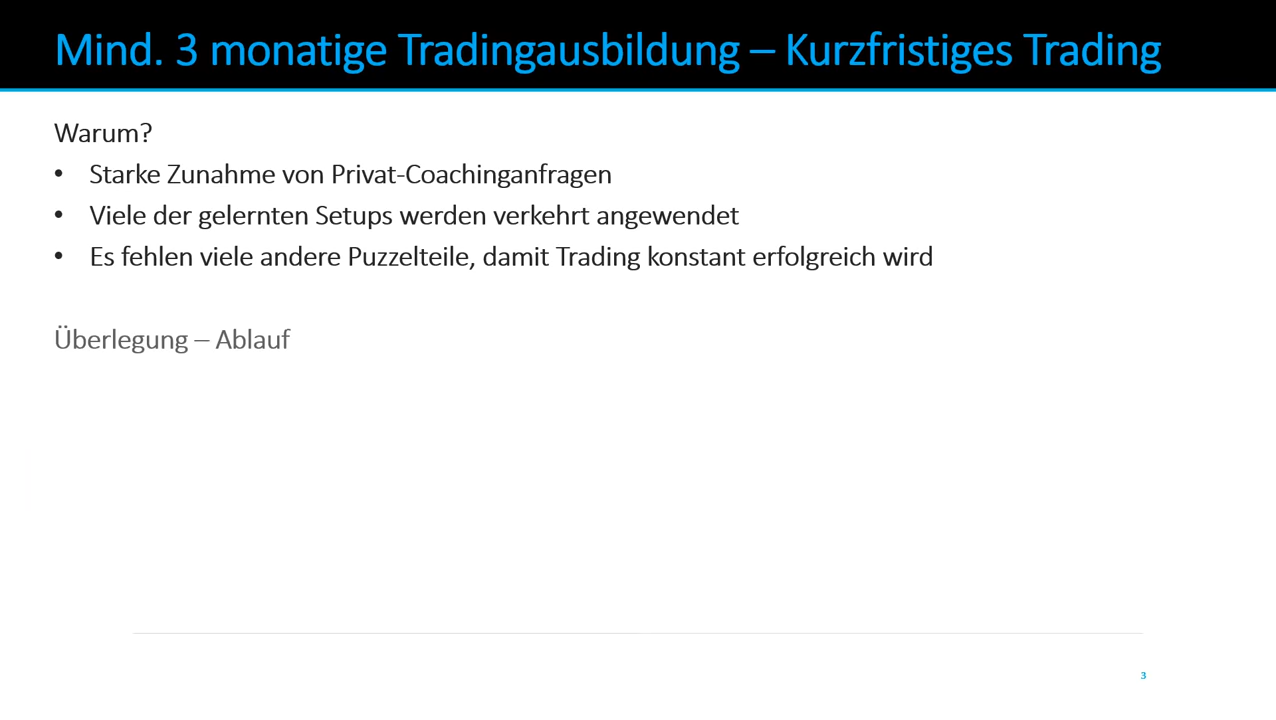 Mind. 3 monatige Tradingausbildung – Kurzfristiges Trading
Warum?
• Starke Zunahme von Privat-Coachinganfragen
• Viele der gelernten Setups werden verkehrt angewendet
• Es fehlen viele andere Puzzelteile, damit Trading konstant erfolgreich wird
Überlegung – Ablauf
3